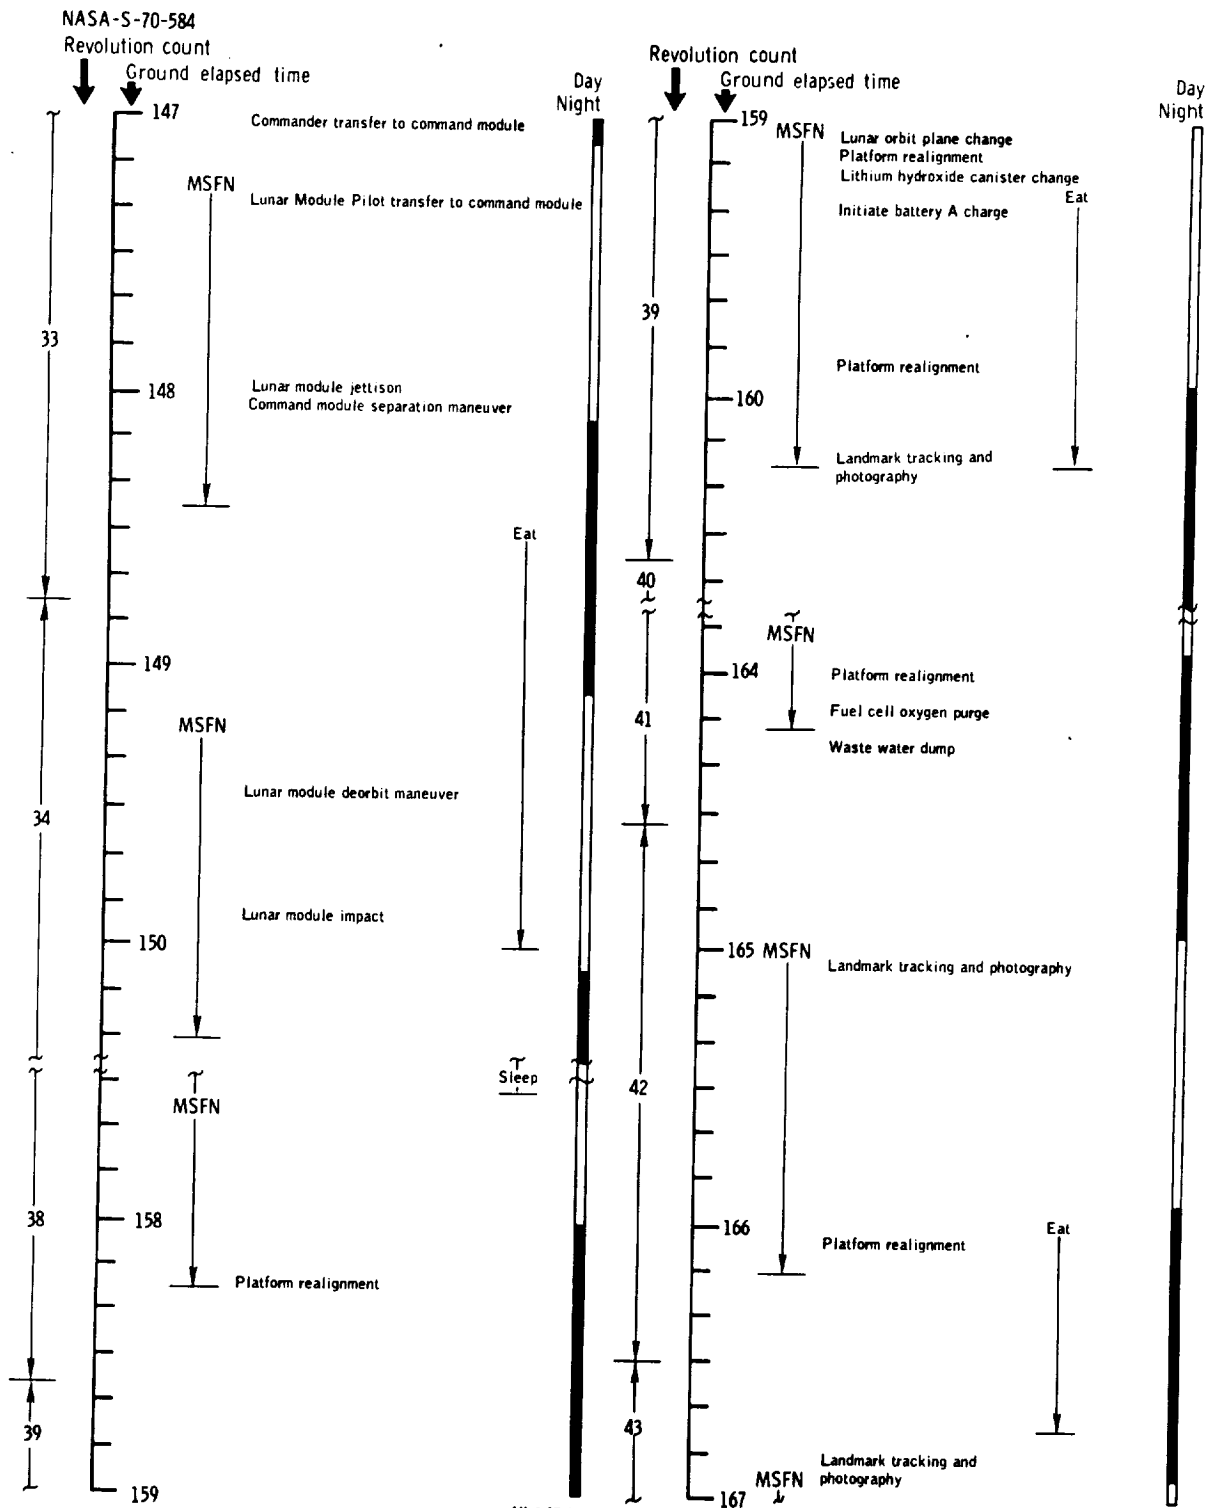 NASA-S-70-584
Revolution count
Ground elapsed time
Day
Night
147
Commander transfer to command module
MSFN
Lunar Module Pilot transfer to command module
33
148
Lunar module jettison
Command module separation maneuver
Eat
149
MSFN
34
Lunar module deorbit maneuver
Lunar module impact
150
Sleep
MSFN
38
158
Platform realignment
39
159
Revolution count
Ground elapsed time
Day
Night
159
MSFN
Lunar orbit plane change
Platform realignment
Lithium hydroxide canister change
Eat
Initiate battery A charge
39
Platform realignment
160
Landmark tracking and
photography
40
MSFN
164
Platform realignment
41
Fuel cell oxygen purge
Waste water dump
165
MSFN
Landmark tracking and photography
42
166
Eat
Platform realignment
43
Landmark tracking and
photography
MSFN
167